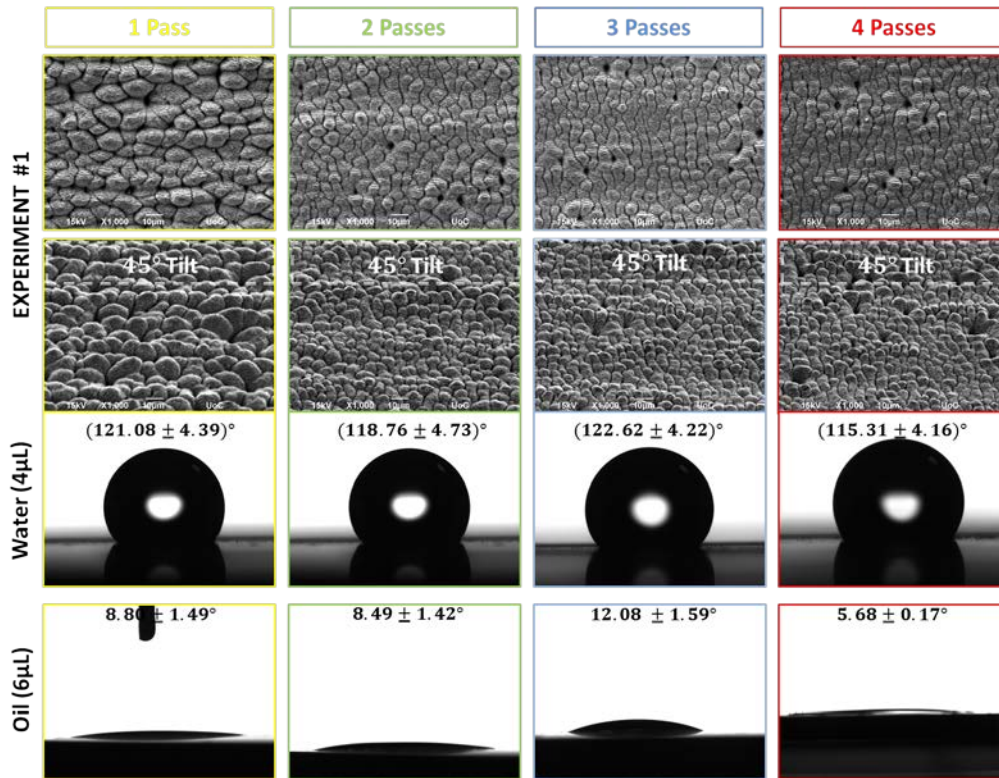 1 Pass
2 Passes
3 Passes
4 Passes
EXPERIMENT #1
15kV X1,000 10µm UoC
15kV X1,000 10µm UoC
15kV X1,000 10µm UoC
15kV X1,000 10µm UoC
45° Tilt
45° Tilt
45° Tilt
45° Tilt
15kV X1,000 10µm UoC
15kV X1,000 10µm UoC
15kV X1,000 10µm UoC
15kV X1,000 10µm UoC
Water (4µL)
(121.08 ± 4.39)°
(118.76 ± 4.73)°
(122.62 ± 4.22)°
(115.31 ± 4.16)°
Oil (6µL)
8.80 ± 1.49°
8.49 ± 1.42°
12.08 ± 1.59°
5.68 ± 0.17°